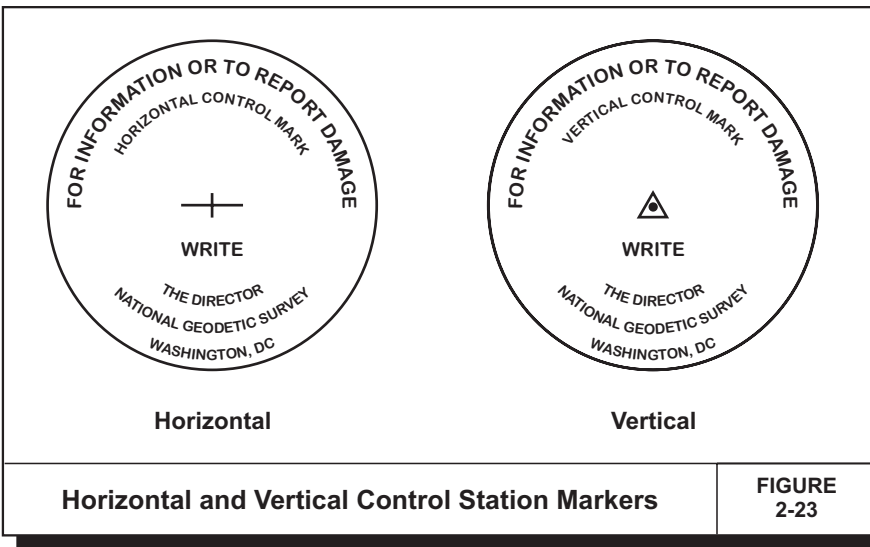 FOR INFORMATION OR TO REPORT DAMAGE
HORIZONTAL CONTROL MARK
WRITE
THE DIRECTOR
NATIONAL GEODETIC SURVEY
WASHINGTON, DC
Horizontal
FOR INFORMATION OR TO REPORT DAMAGE
VERTICAL CONTROL MARK
WRITE
THE DIRECTOR
NATIONAL GEODETIC SURVEY
WASHINGTON, DC
Vertical
Horizontal and Vertical Control Station Markers
FIGURE
2-23